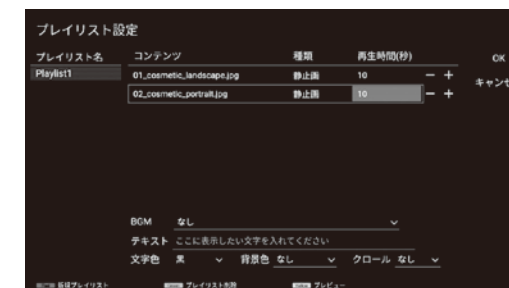 プレイリスト設定
プレイリスト名 コンテンツ 種類 再生時間(秒) OK
Playlist1 01_cosmetic_landscape.jpg 静止画 10 − +
キャンセ
02_cosmetic_portrait.jpg 静止画 10 − +
BGM なし
テキスト ここに表示したい文字を入れてください
文字色 黒 背景色 なし クロール なし
新規プレイリスト プレイリスト削除 プレビュー